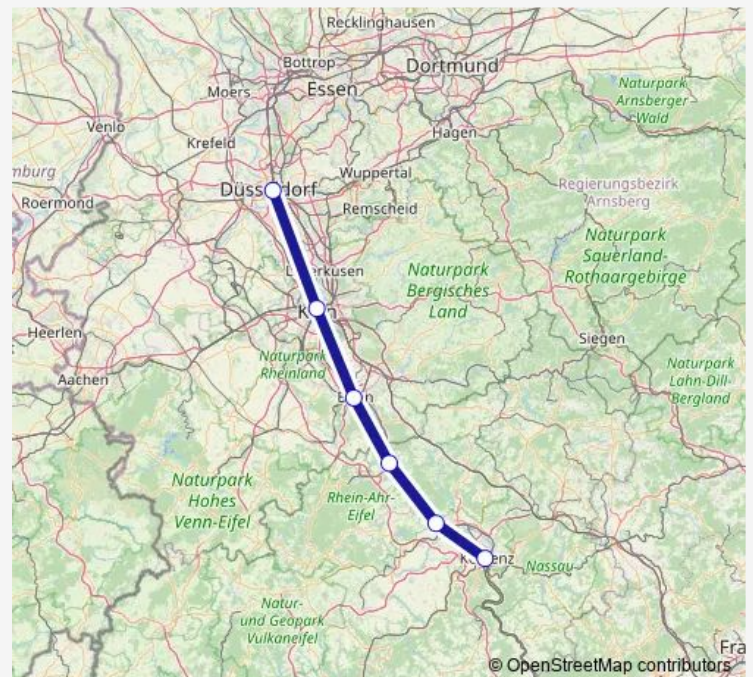 Recklinghausen
Bottrop
Dortmund
Moers
Essen
Naturpark
Arnsberger
Wald
Venlo
Krefeld
Hagen
mburg
Wuppertal
Roermond
Remscheid
Regierungsbezirk
Arnsberg
Naturpark
Sauerland-
Rothaargebirge
Naturpark
Bergisches
Land
Heerlen
Siegen
Naturpark
Rheinland
Aachen
Naturpark
Lahn-Dill-
Bergland
Naturpark
Hohes
Venn-Eifel
Rhein-Ahr-
Eifel
Nassau
Natur-
und Geopark
Vulkaneifel
Fra
© OpenStreetMap contributors